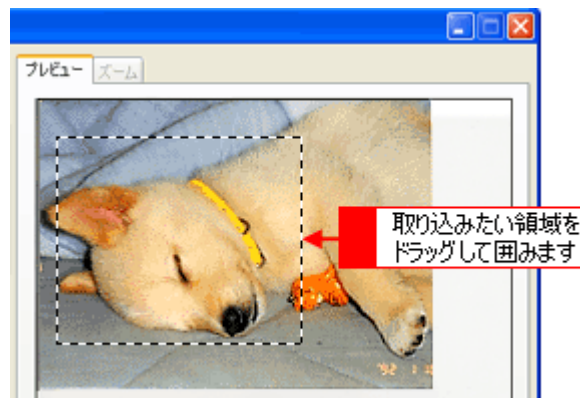 プレビュー
ズーム
取り込みたい領域を
ドラッグして囲みます